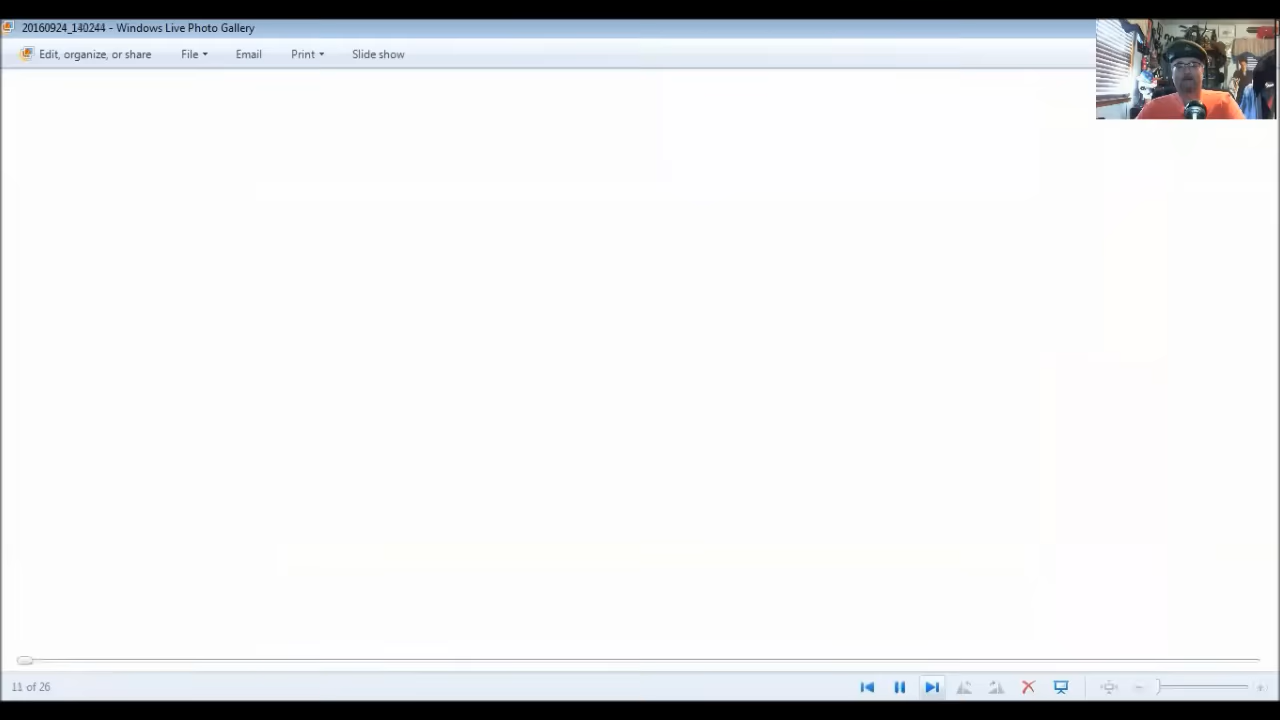 20160924_140244 - Windows Live Photo Gallery
Edit, organize, or share File Email Print Slide show
11 of 26